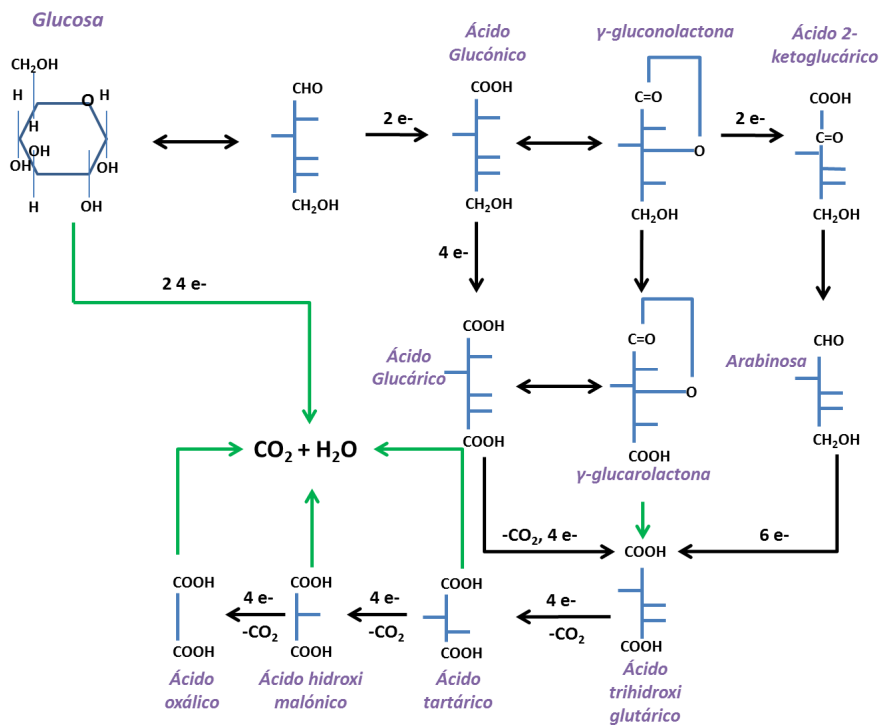 Glucosa
CH2OH
H
O
H
H
OH
OH
OH
H
OH
CHO
CH2OH
2 e-
Ácido
Glucónico
COOH
CH2OH
γ-gluconolactona
C=O
O
CH2OH
2 e-
Ácido 2-
ketoglucárico
COOH
C=O
CH2OH
2 4 e-
4 e-
Ácido
Glucárico
COOH
COOH
C=O
O
COOH
γ-glucarolactona
Arabinosa
CHO
CH2OH
CO2 + H2O
-CO2, 4 e-
6 e-
COOH
COOH
4 e-
-CO2
COOH
COOH
4 e-
-CO2
COOH
COOH
4 e-
-CO2
COOH
COOH
Ácido
oxálico
Ácido hidroxi
malónico
Ácido
tartárico
Ácido
trihidroxi
glutárico